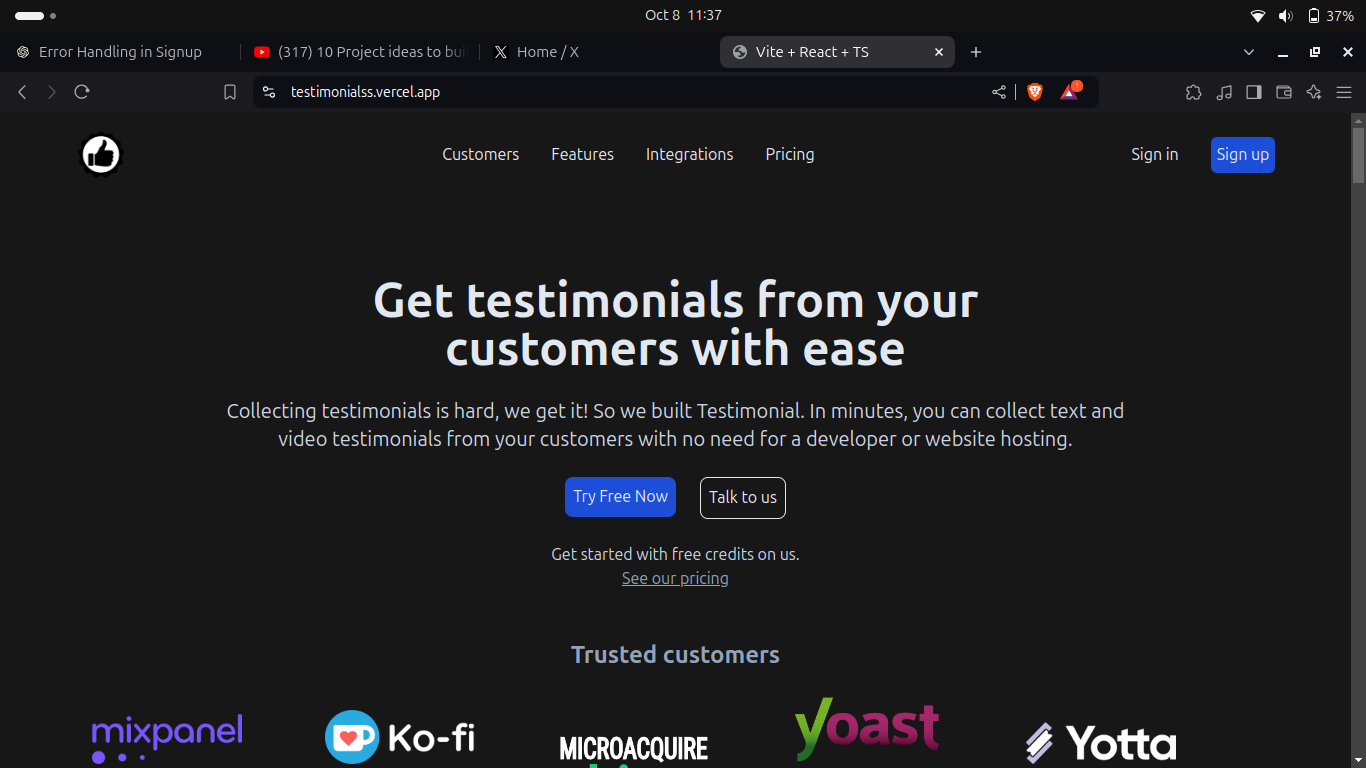 Oct 8 11:37
37%
Error Handling in Signup
(317) 10 Project ideas to bui
Home / X
Vite + React + TS
testimonialss.vercel.app
1
Customers
Features
Integrations
Pricing
Sign in
Sign up
Get testimonials from your
customers with ease
Collecting testimonials is hard, we get it! So we built Testimonial. In minutes, you can collect text and
video testimonials from your customers with no need for a developer or website hosting.
Try Free Now
Talk to us
Get started with free credits on us.
See our pricing
Trusted customers
mixpanel
Ko-fi
MICROACQUIRE
yoast
Yotta